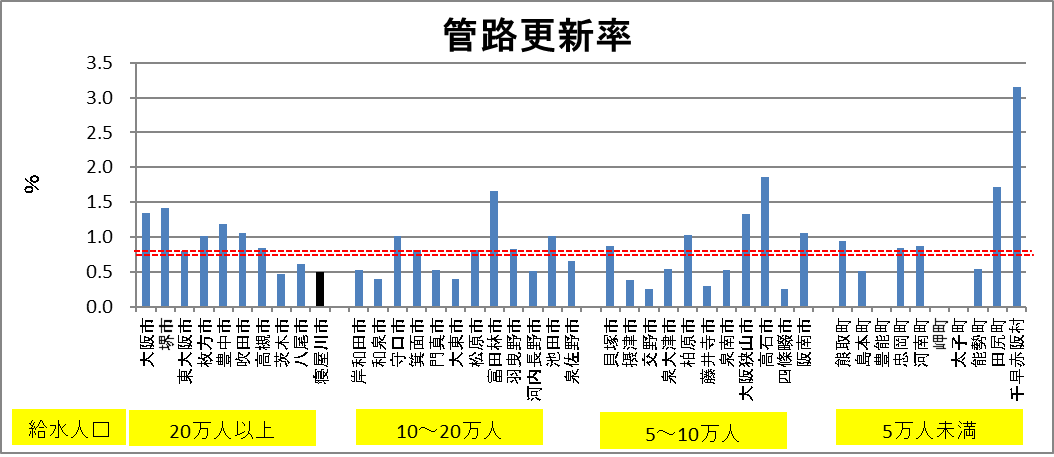 管路更新率
%
3.5
3.0
2.5
2.0
1.5
1.0
0.5
0.0
大阪市
堺市
東大阪市
枚方市
豊中市
吹田市
高槻市
茨木市
八尾市
寝屋川市
岸和田市
和泉市
守口市
箕面市
門真市
大東市
松原市
富田林市
羽曳野市
河内長野市
池田市
泉佐野市
貝塚市
摂津市
交野市
泉大津市
柏原市
藤井寺市
泉南市
大阪狭山市
高石市
四條畷市
阪南市
熊取町
島本町
豊能町
忠岡町
河南町
岬町
太子町
能勢町
田尻町
千早赤阪村
給水人口
20万人以上
10～20万人
5～10万人
5万人未満